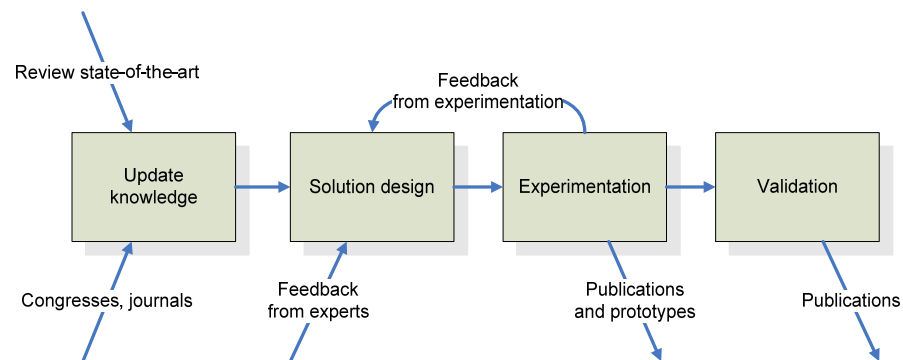 Review state-of-the-art
Feedback
from experimentation
Update
knowledge
Solution design
Experimentation
Validation
Congresses, journals
Feedback
from experts
Publications
and prototypes
Publications